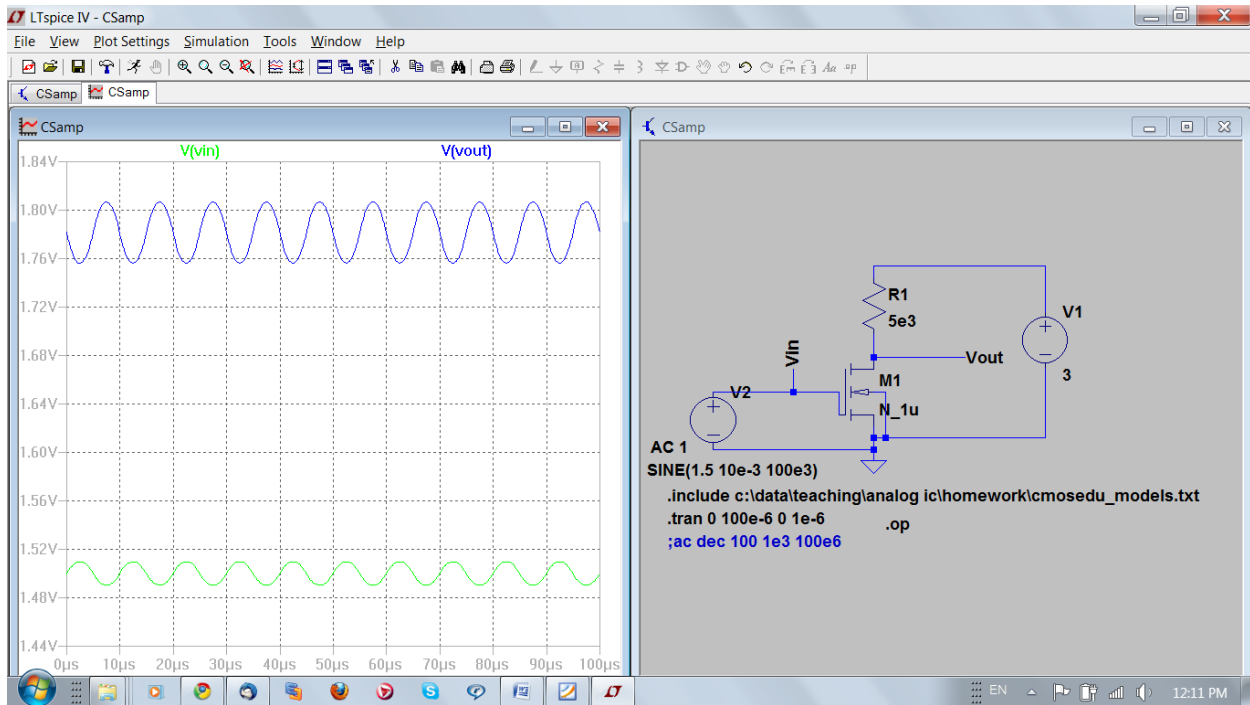 LTspice IV - CSamp
File View Plot Settings Simulation Tools Window Help
CSamp CSamp
CSamp
V(vin) V(vout)
1.84V
1.80V
1.76V
1.72V
1.68V
1.64V
1.60V
1.56V
1.52V
1.48V
1.44V
0µs 10µs 20µs 30µs 40µs 50µs 60µs 70µs 80µs 90µs 100µs
CSamp
R1
5e3
V1
3
Vin
Vout
M1
N_1u
V2
AC 1
SINE(1.5 10e-3 100e3)
.include c:\data\teaching\analog ic\homework\cmosedu_models.txt
.tran 0 100e-6 0 1e-6
.op
;ac dec 100 1e3 100e6
EN 12:11 PM